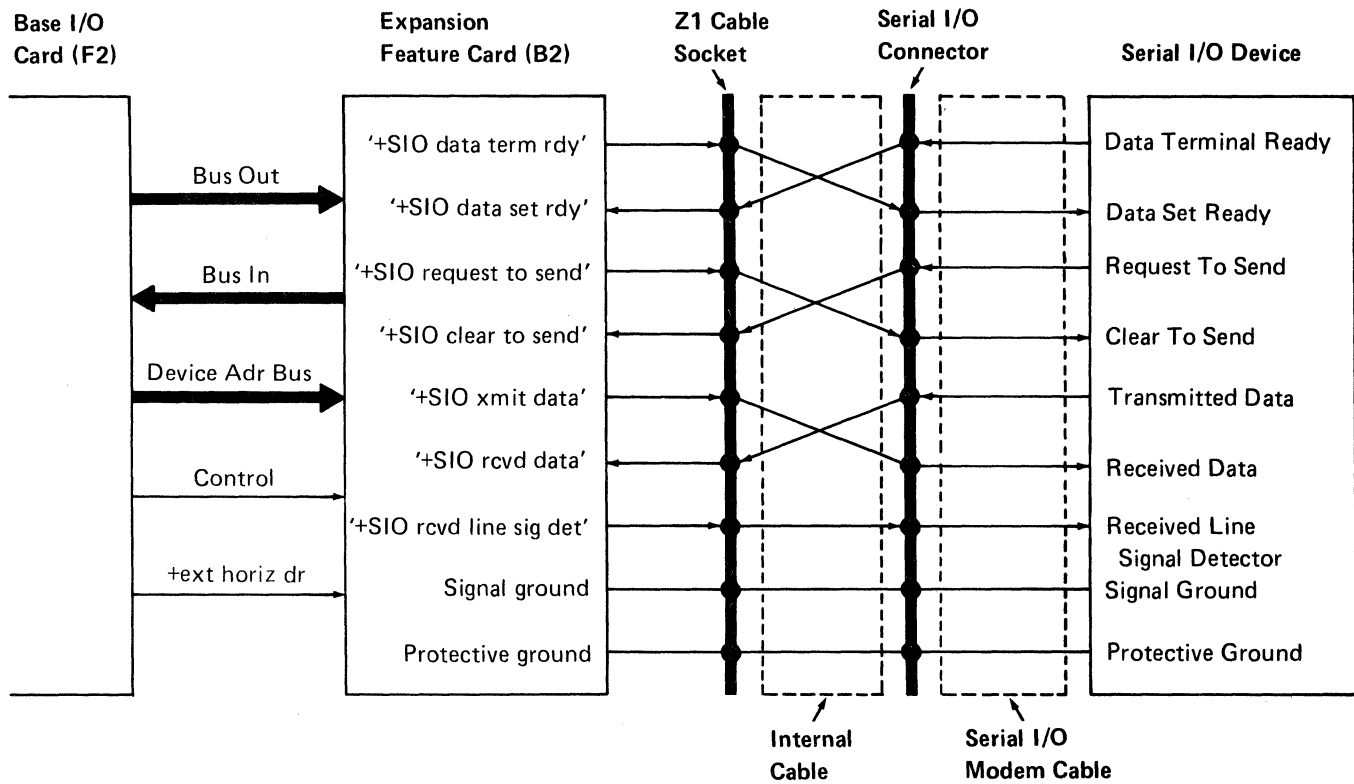 Base I/O
Card (F2)
Expansion
Feature Card (B2)
Z1 Cable
Socket
Serial I/O
Connector
Serial I/O Device
Bus Out
Bus In
Device Adr Bus
Control
+ext horiz dr
'+SIO data term rdy'
'+SIO data set rdy'
'+SIO request to send'
'+SIO clear to send'
'+SIO xmit data'
'+SIO rcvd data'
'+SIO rcvd line sig det'
Signal ground
Protective ground
Data Terminal Ready
Data Set Ready
Request To Send
Clear To Send
Transmitted Data
Received Data
Received Line
Signal Detector
Signal Ground
Protective Ground
Internal
Cable
Serial I/O
Modem Cable